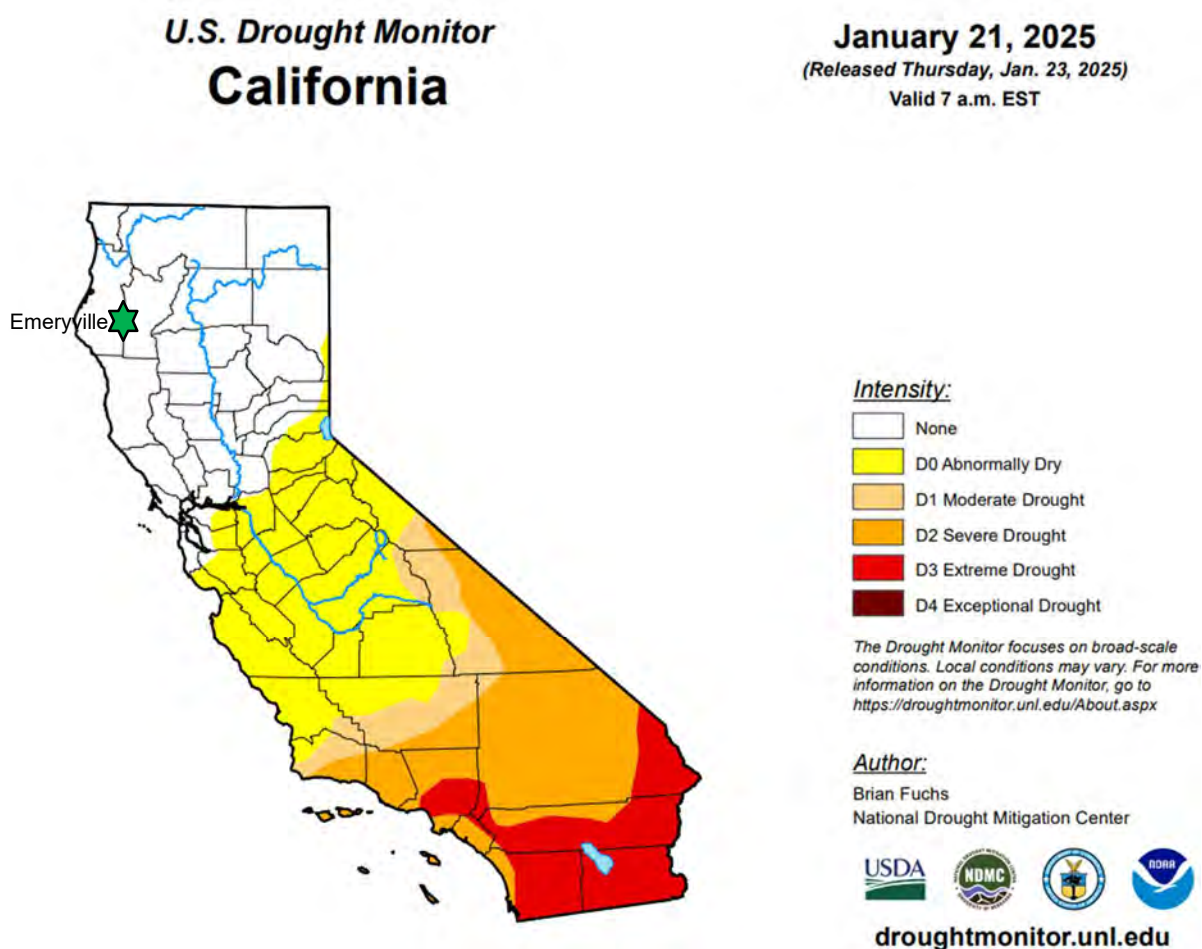 U.S. Drought Monitor
California
January 21, 2025
(Released Thursday, Jan. 23, 2025)
Valid 7 a.m. EST
Emeryville
Intensity:
None
D0 Abnormally Dry
D1 Moderate Drought
D2 Severe Drought
D3 Extreme Drought
D4 Exceptional Drought
The Drought Monitor focuses on broad-scale
conditions. Local conditions may vary. For more
information on the Drought Monitor, go to
https://droughtmonitor.unl.edu/About.aspx
Author:
Brian Fuchs
National Drought Mitigation Center
USDA
NDMC
NOAA
droughtmonitor.unl.edu